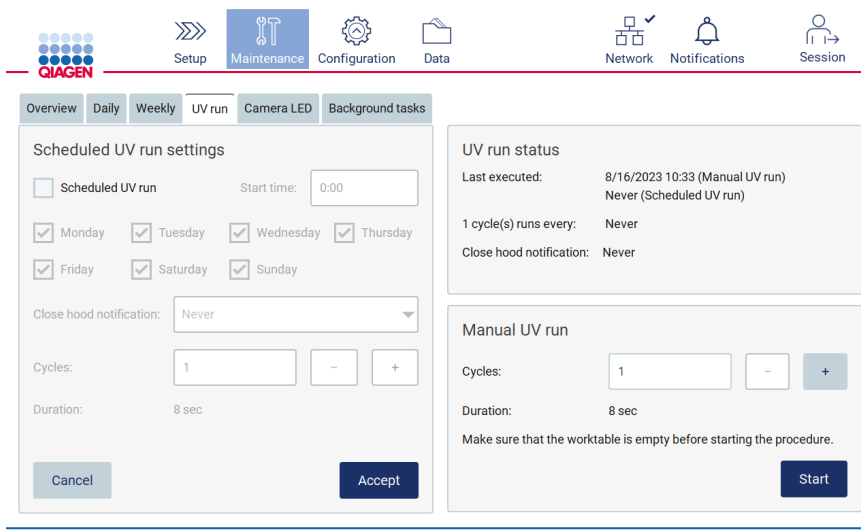 QIAGEN
Setup
Maintenance
Configuration
Data
Network
Notifications
Session
Overview
Daily
Weekly
UV run
Camera LED
Background tasks
Scheduled UV run settings
Scheduled UV run
Start time:
0:00
Monday
Tuesday
Wednesday
Thursday
Friday
Saturday
Sunday
Close hood notification:
Never
Cycles:
1
-
+
Duration:
8 sec
Cancel
Accept
UV run status
Last executed:
8/16/2023 10:33 (Manual UV run)
Never (Scheduled UV run)
1 cycle(s) runs every:
Never
Close hood notification:
Never
Manual UV run
Cycles:
1
-
+
Duration:
8 sec
Make sure that the worktable is empty before starting the procedure.
Start